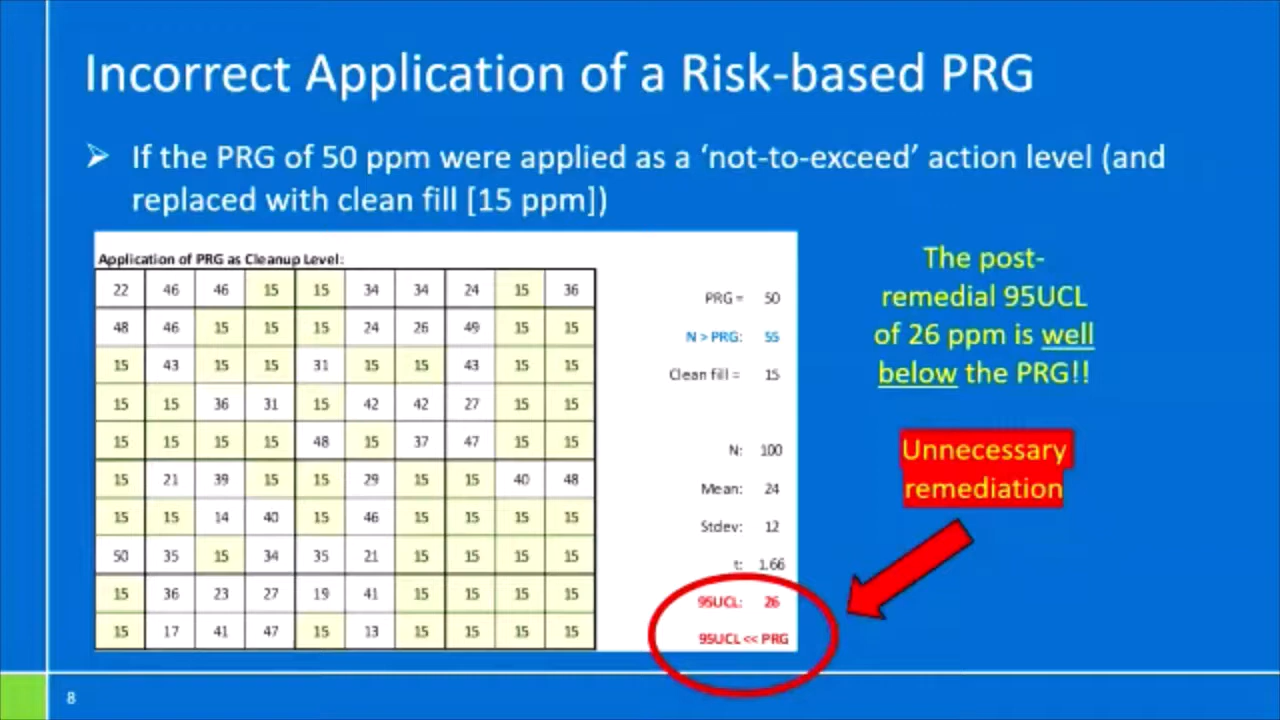 Incorrect Application of a Risk-based PRG
➢ If the PRG of 50 ppm were applied as a ‘not-to-exceed’ action level (and
replaced with clean fill [15 ppm])
Application of PRG as Cleanup Level:
22 46 46 15 15 34 34 24 15 36
48 46 15 15 15 24 26 49 15 15
15 43 15 15 31 15 15 43 15 15
15 15 36 31 15 42 42 27 15 15
15 15 15 15 48 15 37 47 15 15
15 21 39 15 15 29 15 15 40 48
15 15 14 40 15 46 15 15 15 15
50 35 15 34 35 21 15 15 15 15
15 36 23 27 19 41 15 15 15 15
15 17 41 47 15 13 15 15 15 15
PRG = 50
N > PRG: 55
Clean fill = 15
N: 100
Mean: 24
Stdev: 12
t: 1.66
95UCL: 26
95UCL << PRG
The post-
remedial 95UCL
of 26 ppm is well
below the PRG!!
Unnecessary
remediation
8